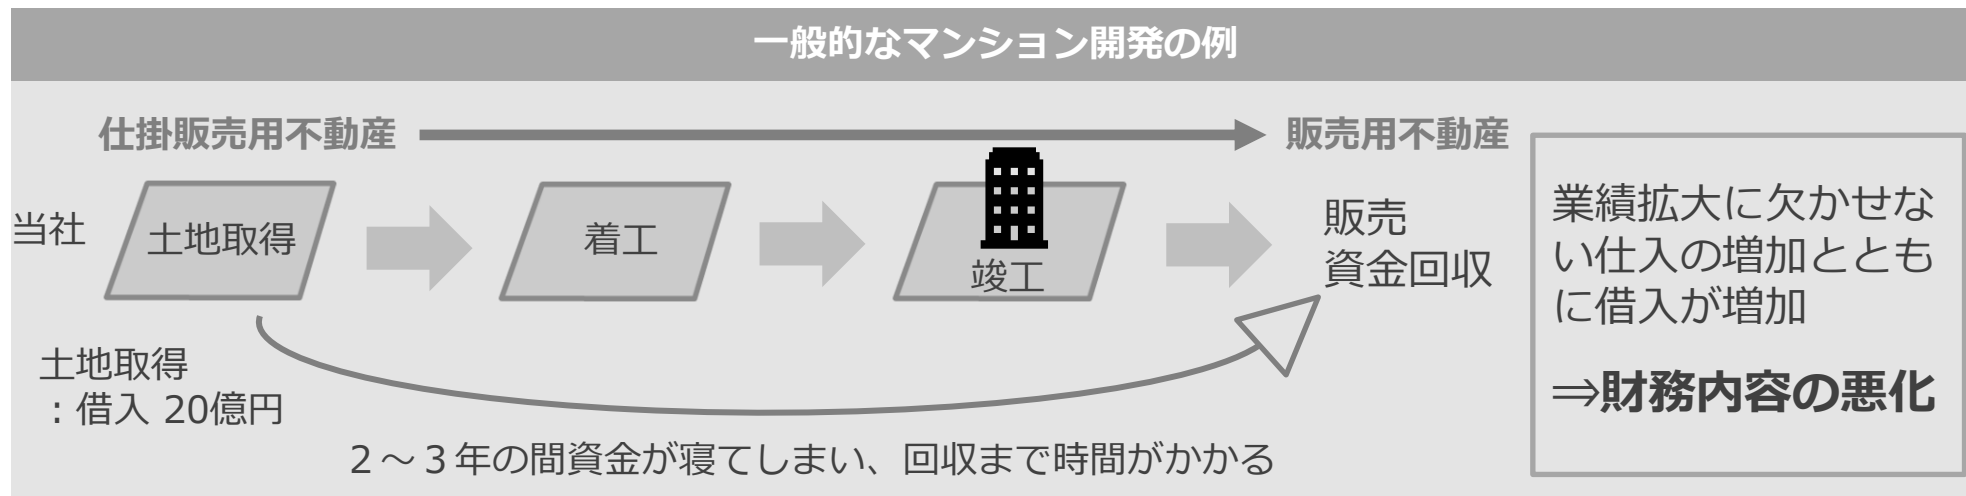 一般的なマンション開発の例
仕掛販売用不動産
販売用不動産
当社
土地取得
着工
竣工
販売
資金回収
土地取得
：借入 20億円
２～３年の間資金が寝てしまい、回収まで時間がかかる
業績拡大に欠かせな
い仕入の増加ととも
に借入が増加
⇒財務内容の悪化